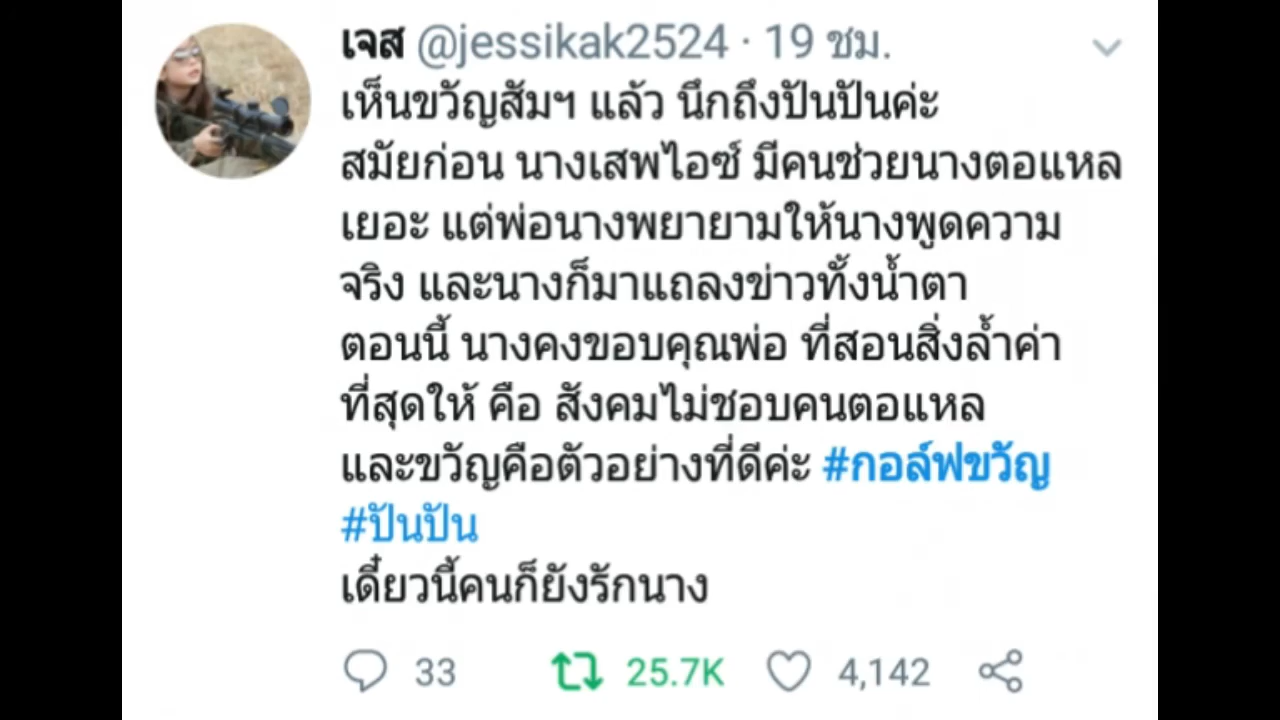 เจส @jessikak2524 · 19 ชม.
เห็นขวัญสัมฯ แล้ว นึกถึงปันปันค่ะ
สมัยก่อน นางเสพไอซ์ มีคนช่วยนางตอแหล
เยอะ แต่พ่อนางพยายามให้นางพูดความ
จริง และนางก็มาแถลงข่าวทั้งน้ำตา
ตอนนี้ นางคงขอบคุณพ่อ ที่สอนสิ่งล้ำค่า
ที่สุดให้ คือ สังคมไม่ชอบคนตอแหล
และขวัญคือตัวอย่างที่ดีค่ะ #กอล์ฟขวัญ
#ปันปัน
เดี๋ยวนี้คนก็ยังรักนาง
33 25.7K 4,142